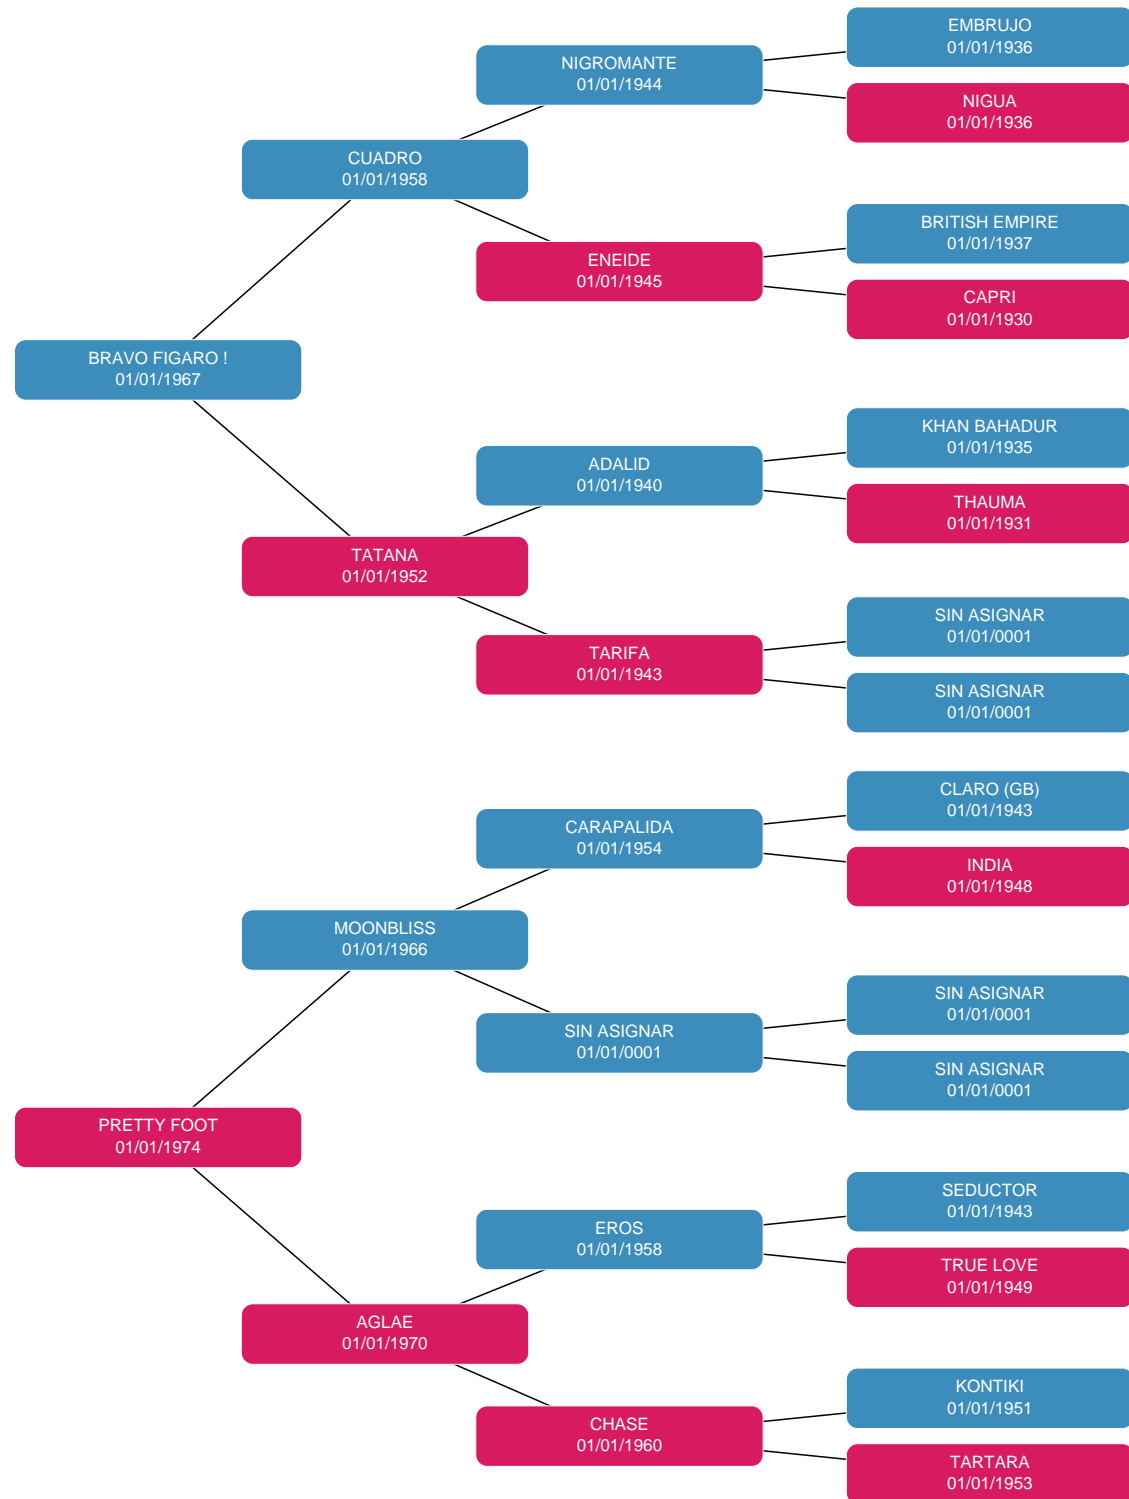 EMBRUJO
01/01/1936
NIGROMANTE
01/01/1944
NIGUA
01/01/1936
CUADRO
01/01/1958
BRITISH EMPIRE
01/01/1937
ENEIDE
01/01/1945
CAPRI
01/01/1930
BRAVO FIGARO !
01/01/1967
KHAN BAHADUR
01/01/1935
ADALID
01/01/1940
THAUMA
01/01/1931
TATANA
01/01/1952
SIN ASIGNAR
01/01/0001
TARIFA
01/01/1943
SIN ASIGNAR
01/01/0001
CLARO (GB)
01/01/1943
CARAPALIDA
01/01/1954
INDIA
01/01/1948
MOONBLISS
01/01/1966
SIN ASIGNAR
01/01/0001
SIN ASIGNAR
01/01/0001
SIN ASIGNAR
01/01/0001
PRETTY FOOT
01/01/1974
SEDUCTOR
01/01/1943
EROS
01/01/1958
TRUE LOVE
01/01/1949
AGLAE
01/01/1970
KONTIKI
01/01/1951
CHASE
01/01/1960
TARTARA
01/01/1953